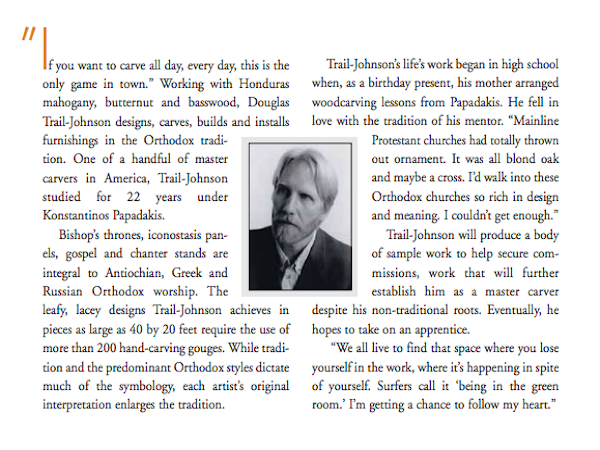 "If you want to carve all day, every day, this is the
only game in town.” Working with Honduras
mahogany, butternut and basswood, Douglas
Trail-Johnson designs, carves, builds and installs
furnishings in the Orthodox tradi-
tion. One of a handful of master
carvers in America, Trail-Johnson
studied for 22 years under
Konstantinos Papadakis.
Bishop’s thrones, iconostasis pan-
els, gospel and chanter stands are
integral to Antiochian, Greek and
Russian Orthodox worship. The
leafy, lacey designs Trail-Johnson achieves in
pieces as large as 40 by 20 feet require the use of
more than 200 hand-carving gouges. While tradi-
tion and the predominant Orthodox styles dictate
much of the symbology, each artist’s original
interpretation enlarges the tradition.
Trail-Johnson’s life’s work began in high school
when, as a birthday present, his mother arranged
woodcarving lessons from Papadakis. He fell in
love with the tradition of his mentor. “Mainline
Protestant churches had totally thrown
out ornament. It was all blond oak
and maybe a cross. I’d walk into these
Orthodox churches so rich in design
and meaning. I couldn’t get enough.”
Trail-Johnson will produce a body
of sample work to help secure com-
missions, work that will further
establish him as a master carver
despite his non-traditional roots. Eventually, he
hopes to take on an apprentice.
“We all live to find that space where you lose
yourself in the work, where it’s happening in spite
of yourself. Surfers call it ‘being in the green
room.’ I’m getting a chance to follow my heart.”